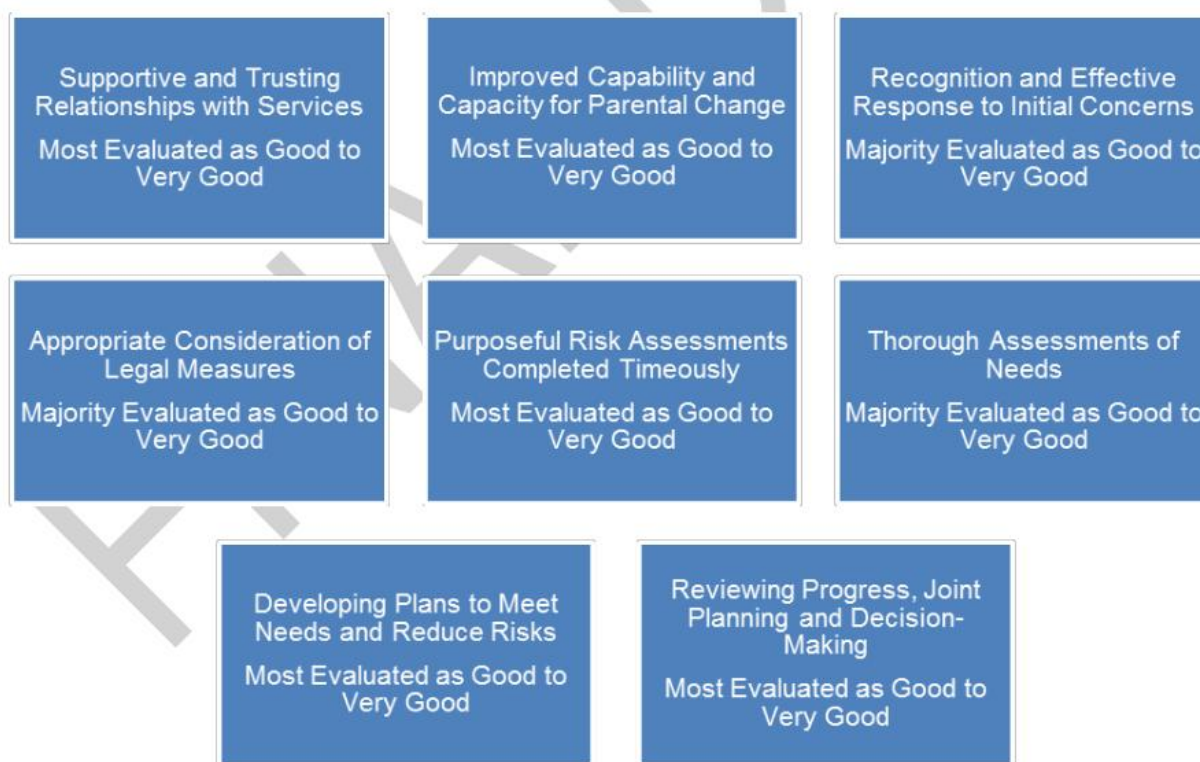 Supportive and Trusting
Relationships with Services
Most Evaluated as Good to
Very Good
Improved Capability and
Capacity for Parental Change
Most Evaluated as Good to
Very Good
Recognition and Effective
Response to Initial Concerns
Majority Evaluated as Good to
Very Good
Appropriate Consideration of
Legal Measures
Majority Evaluated as Good to
Very Good
Purposeful Risk Assessments
Completed Timeously
Most Evaluated as Good to
Very Good
Thorough Assessments of
Needs
Majority Evaluated as Good to
Very Good
Developing Plans to Meet
Needs and Reduce Risks
Most Evaluated as Good to
Very Good
Reviewing Progress, Joint
Planning and Decision-
Making
Most Evaluated as Good to
Very Good